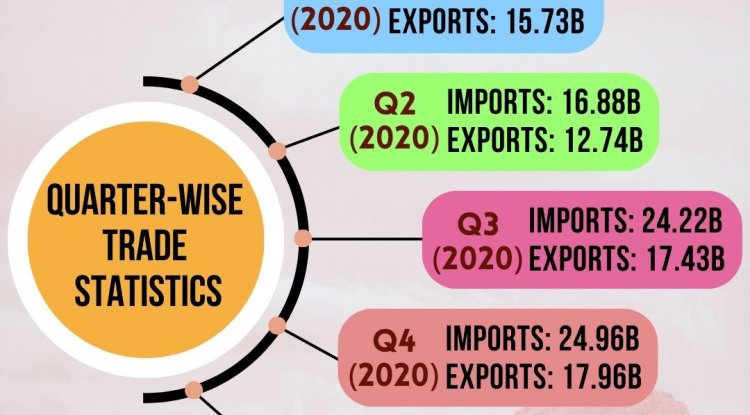 (2020) EXPORTS: 15.73B
Q2 IMPORTS: 16.88B
(2020) EXPORTS: 12.74B
QUARTER-WISE
TRADE
STATISTICS
Q3 IMPORTS: 24.22B
(2020) EXPORTS: 17.43B
Q4 IMPORTS: 24.96B
(2020) EXPORTS: 17.96B